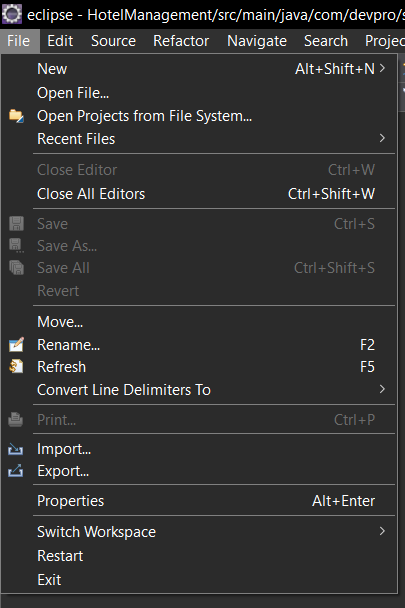 eclipse - HotelManagement/src/main/java/com/devpro/s
File Edit Source Refactor Navigate Search Projec
New Alt+Shift+N >
Open File...
Open Projects from File System...
Recent Files >
Close Editor Ctrl+W
Close All Editors Ctrl+Shift+W
Save Ctrl+S
Save As...
Save All Ctrl+Shift+S
Revert
Move...
Rename... F2
Refresh F5
Convert Line Delimiters To >
Print... Ctrl+P
Import...
Export...
Properties Alt+Enter
Switch Workspace >
Restart
Exit